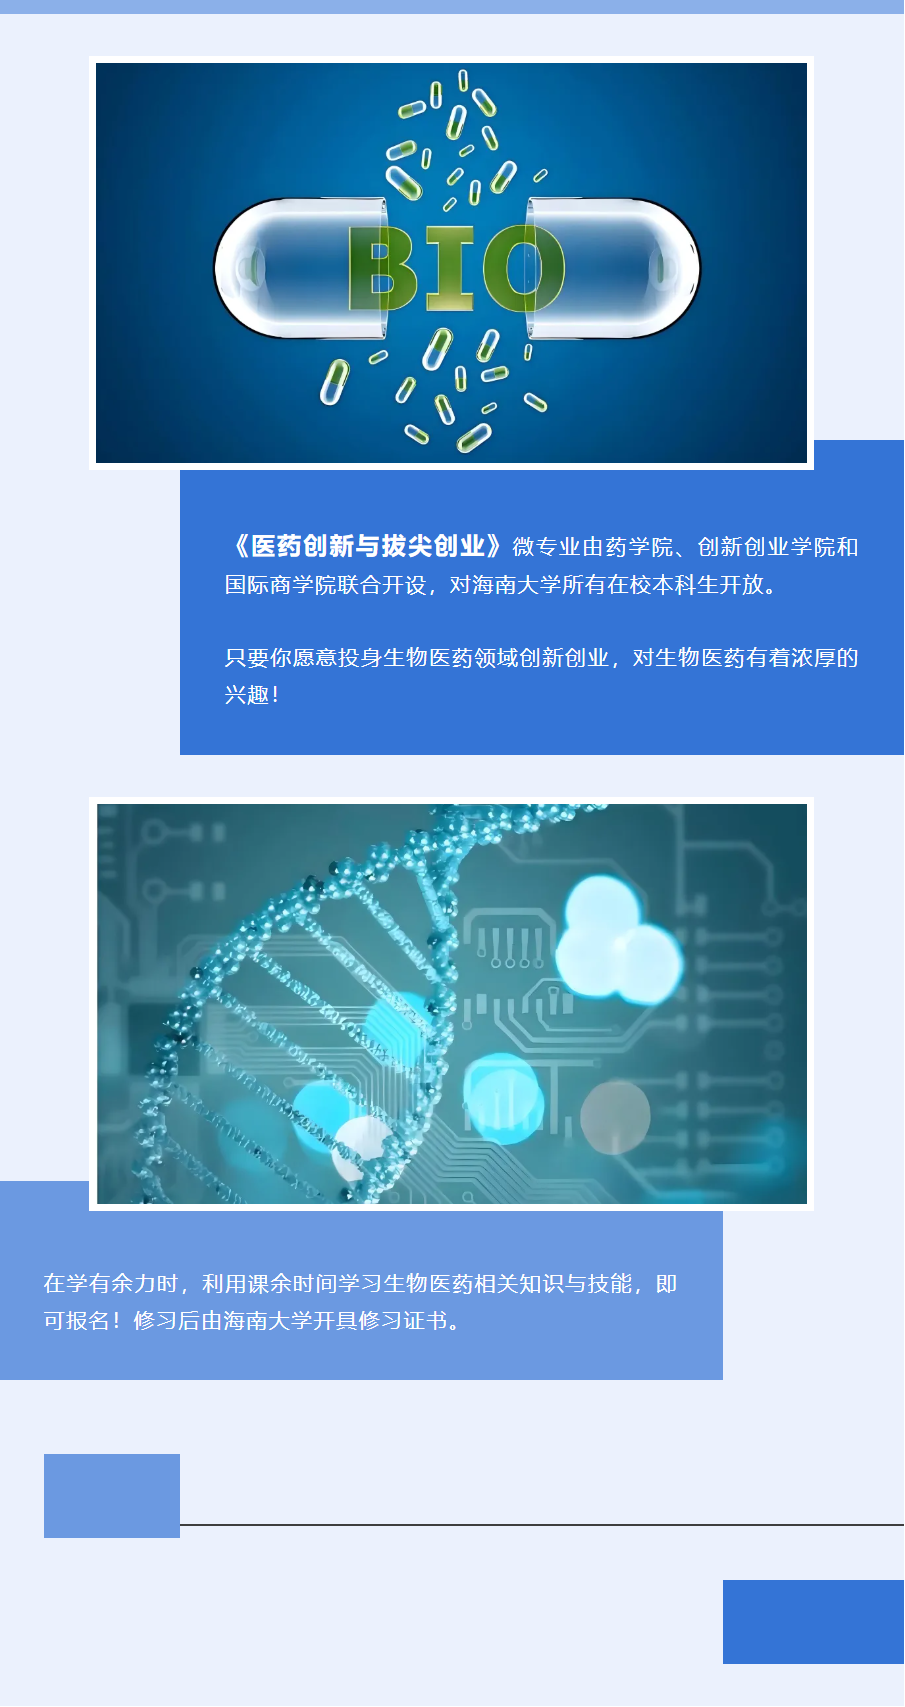 BIO
《医药创新与拔尖创业》微专业由药学院、创新创业学院和
国际商学院联合开设，对海南大学所有在校本科生开放。
只要你愿意投身生物医药领域创新创业，对生物医药有着浓厚的
兴趣！
在学有余力时，利用课余时间学习生物医药相关知识与技能，即
可报名！修习后由海南大学开具修习证书。